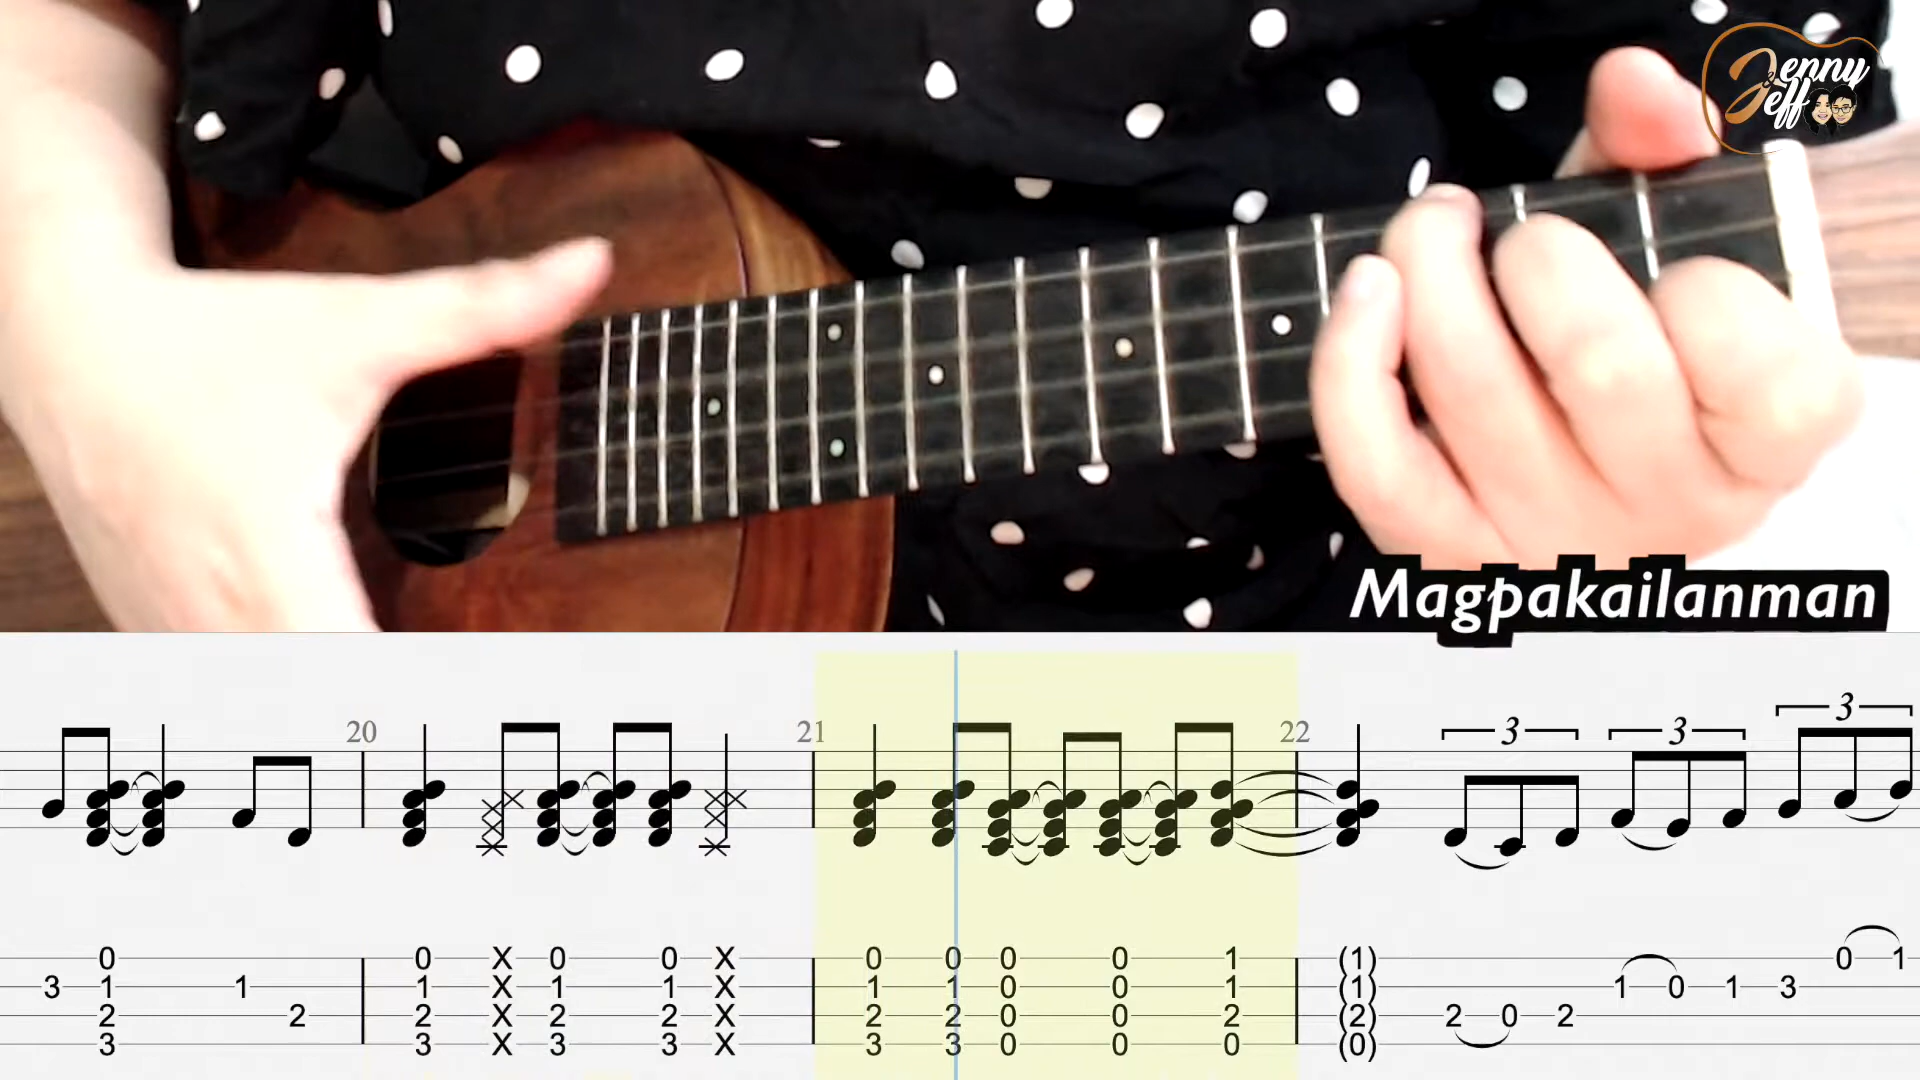 Jenny
& Jeff
Magpakailanman
20 21 22 3 3 3
0 0 X 0 0 X 0 0 0 0 1 (1) 0 1
3 1 1 1 X 1 1 X 1 1 0 0 1 (1) 1 0 1 3
2 2 2 X 2 2 X 2 2 0 0 2 (2) 2 0 2
3 3 X 3 3 X 3 3 0 0 0 (0)